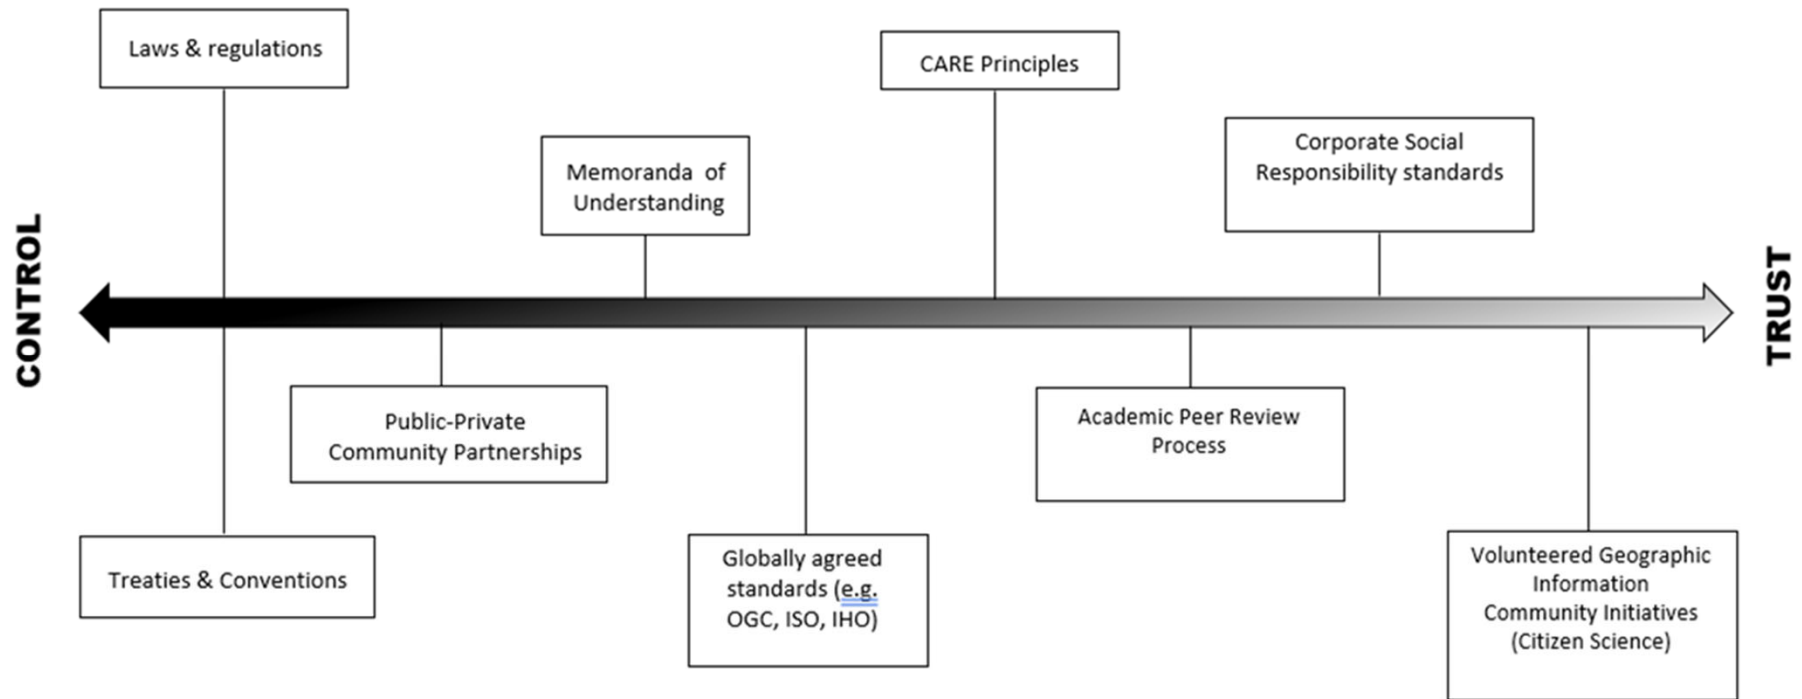 Laws & regulations
CARE Principles
Corporate Social
Responsibility standards
Memoranda of
Understanding
CONTROL
TRUST
Public-Private
Community Partnerships
Academic Peer Review
Process
Treaties & Conventions
Globally agreed
standards (e.g.
OGC, ISO, IHO)
Volunteered Geographic
Information
Community Initiatives
(Citizen Science)